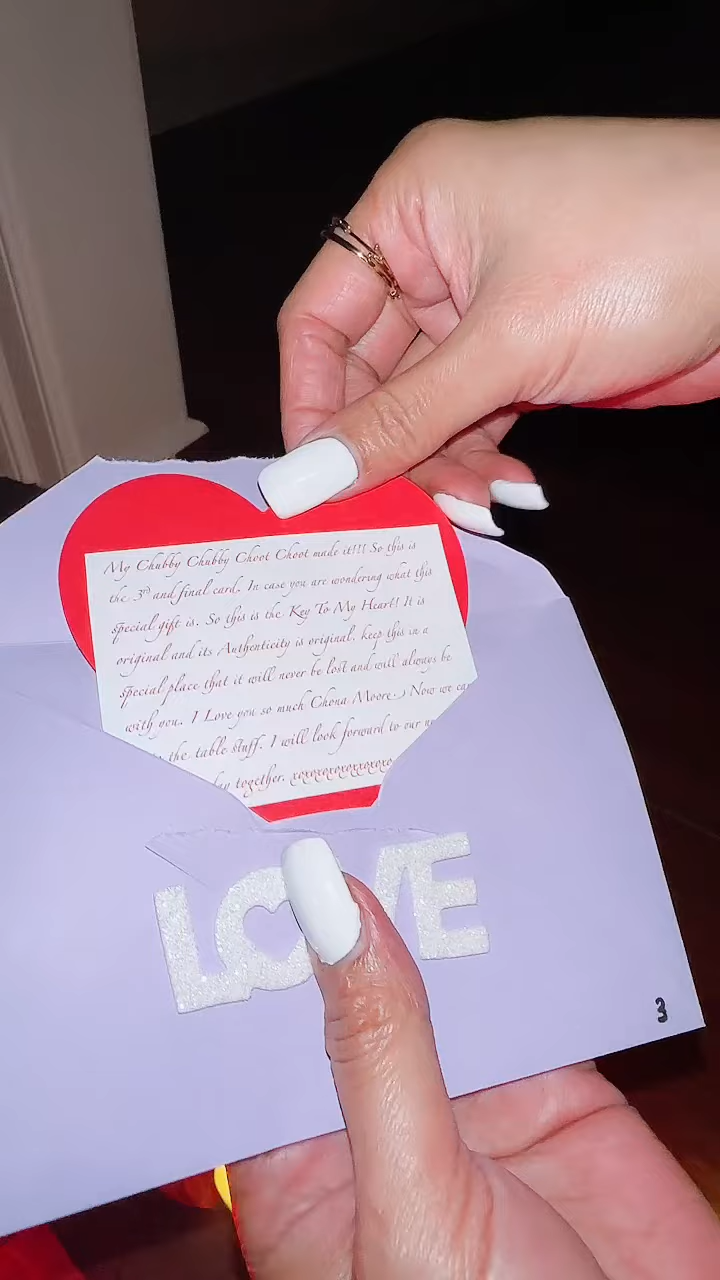 My Chubby Chubby Choot Choot made it!!! So this is
the 3rd and final card. In case you are wondering what this
special gift is. So this is the Key To My Heart! It is
original and its Authenticity is original. keep this in a
special place that it will never be lost and will always be
with you. I Love you so much Chona Moore.) Now we can
the table stuff. I will look forward to our
together. xoxoxoxoxoxoxoxo
LOVE
3